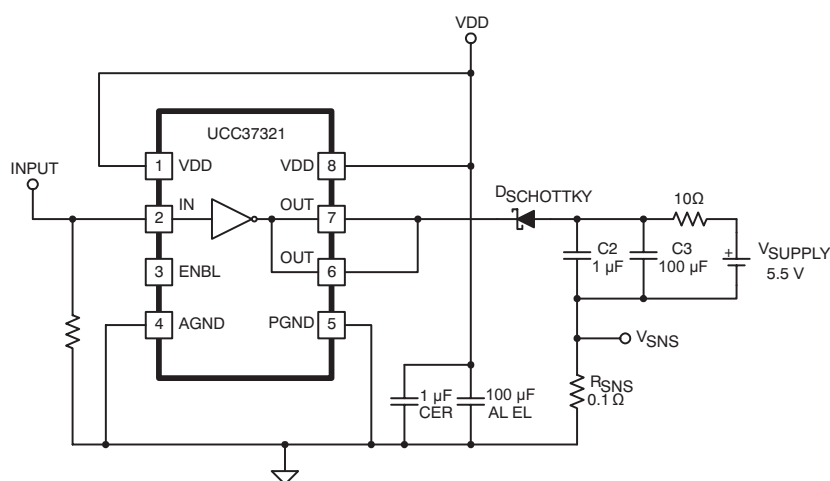 VDD
UCC37321
INPUT
1 VDD
VDD 8
2 IN
OUT 7
3 ENBL
OUT 6
4 AGND
PGND 5
DSCHOTTKY
10Ω
C2
1 µF
C3
100 µF
+
VSUPPLY
5.5 V
VSNS
RSNS
0.1 Ω
1 µF
CER
100 µF
AL EL